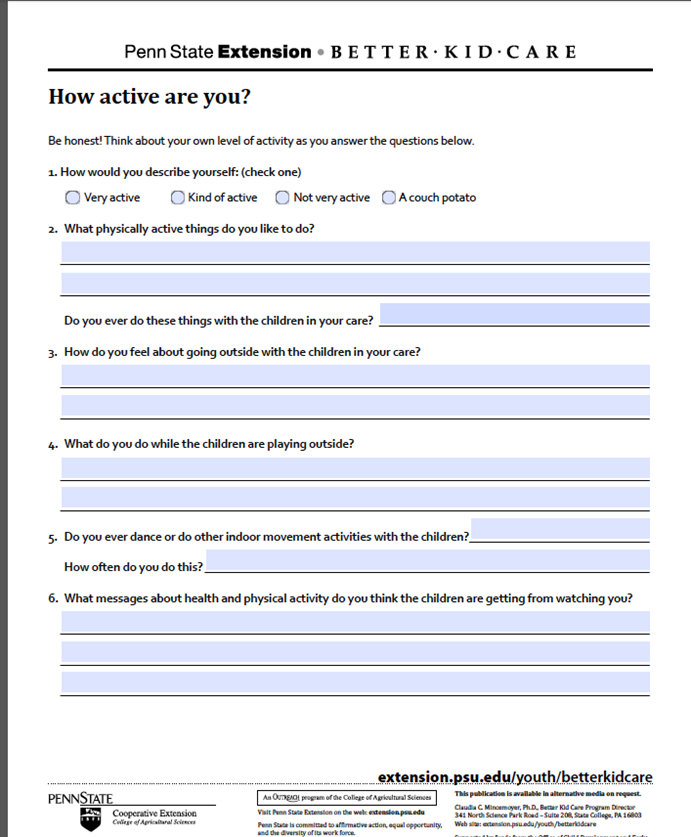 Penn State Extension • BETTER·KID·CARE
How active are you?
Be honest! Think about your own level of activity as you answer the questions below.
1. How would you describe yourself: (check one)
Very active Kind of active Not very active A couch potato
2. What physically active things do you like to do?
Do you ever do these things with the children in your care?
3. How do you feel about going outside with the children in your care?
4. What do you do while the children are playing outside?
5. Do you ever dance or do other indoor movement activities with the children?
How often do you do this?
6. What messages about health and physical activity do you think the children are getting from watching you?
extension.psu.edu/youth/betterkidcare
PENNSTATE
Cooperative Extension
College of Agricultural Sciences
An OUTREACH program of the College of Agricultural Sciences
Visit Penn State Extension on the web: extension.psu.edu
Penn State is committed to affirmative action, equal opportunity,
and the diversity of its work force.
This publication is available in alternative media on request.
Claudia C. Mincemoyer, Ph.D., Better Kid Care Program Director
341 North Science Park Road – Suite 208, State College, PA 16803
Web site: extension.psu.edu/youth/betterkidcare